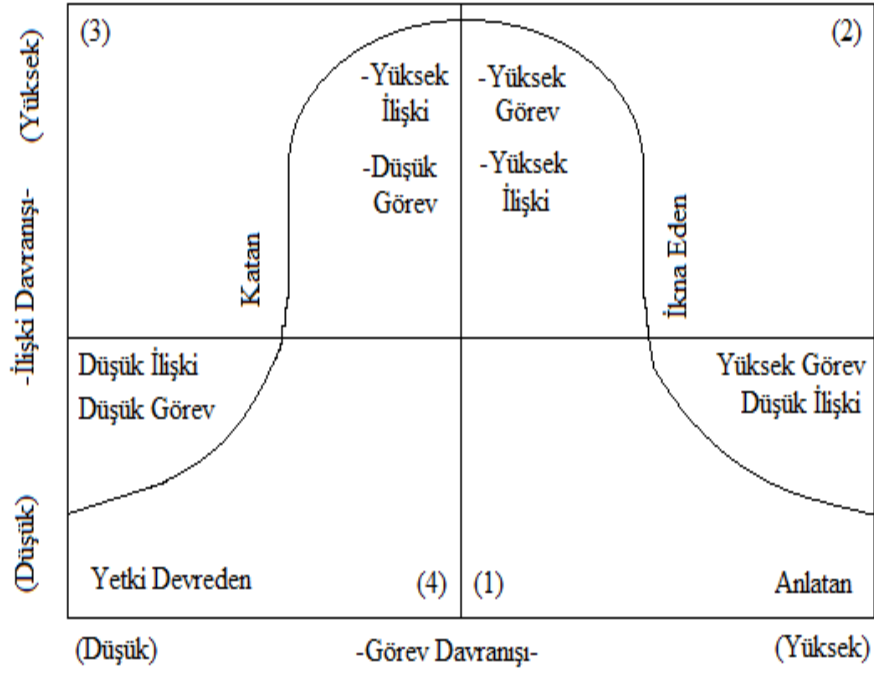 (Yüksek)
-İlişki Davranışı-
(Düşük)
(3)
(2)
-Yüksek
İlişki
-Düşük
Görev
-Yüksek
Görev
-Yüksek
İlişki
Katan
İkna Eden
Düşük İlişki
Düşük Görev
Yüksek Görev
Düşük İlişki
Yetki Devreden
(4)
(1)
Anlatan
(Düşük)
-Görev Davranışı-
(Yüksek)